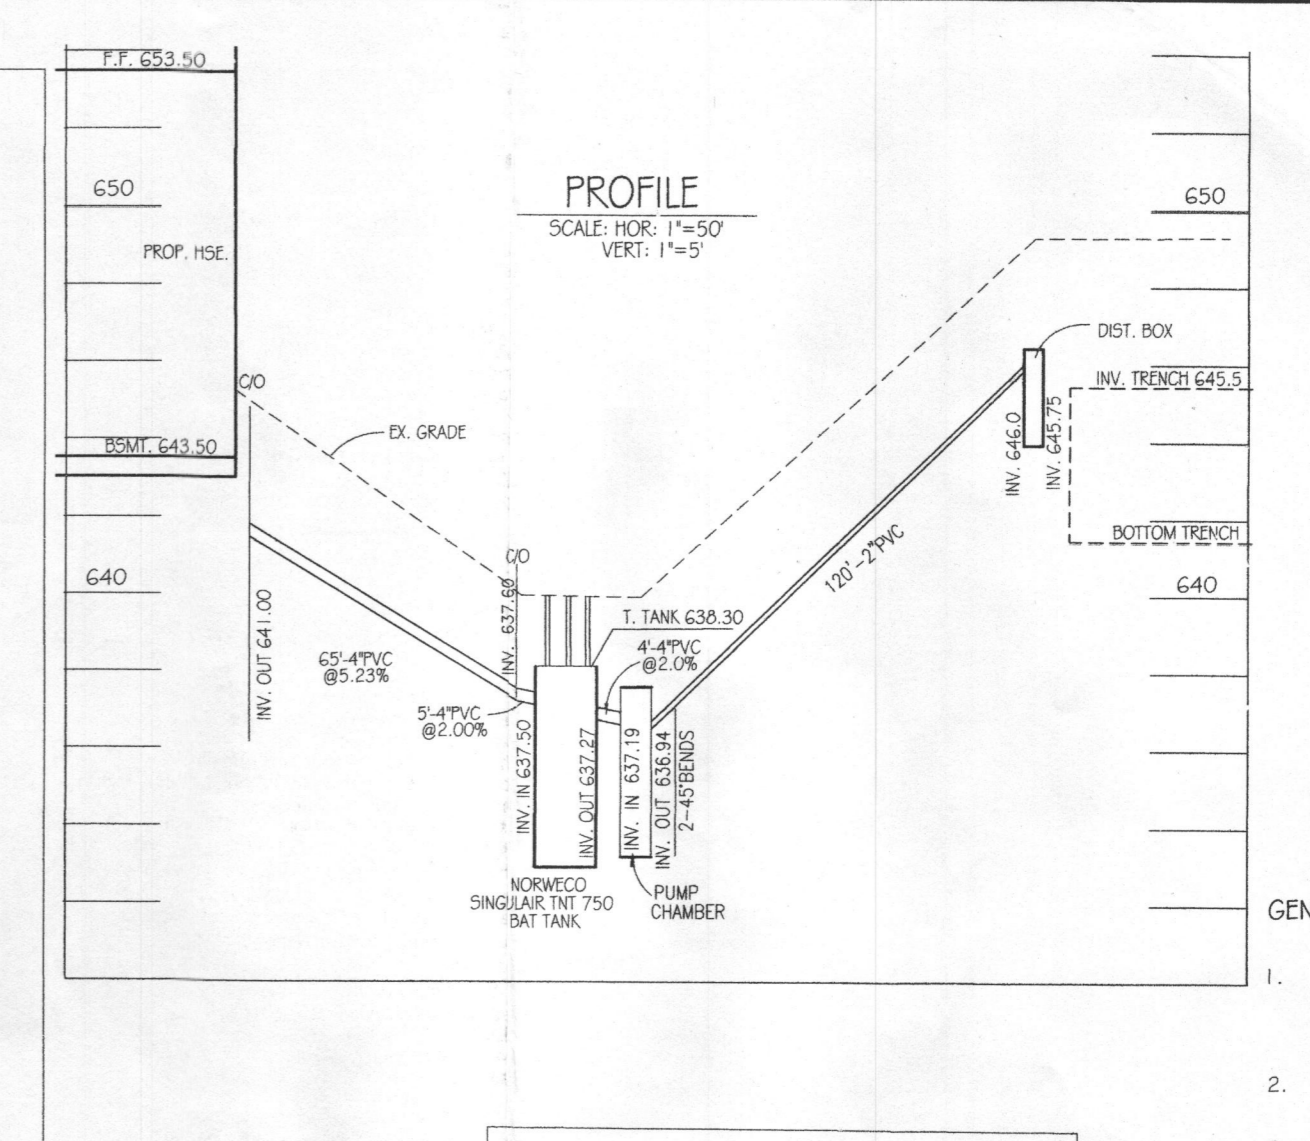 F.F. 653.50
650
PROP. HSE.
C/O
BSMT. 643.50
EX. GRADE
640
PROFILE
SCALE: HOR: 1"=50'
VERT: 1"=5'
INV. OUT 641.00
65'-4"PVC
@5.23%
5'-4"PVC
@2.00%
C/O
INV. 637.60
INV. IN 637.50
INV. OUT 637.27
T. TANK 638.30
4'-4"PVC
@2.0%
INV. IN 637.19
INV. OUT 636.94
2-45°BENDS
NORWECO
SINGULAIR TNT 750
BAT TANK
PUMP
CHAMBER
120'-2"PVC
650
DIST. BOX
INV. TRENCH 645.5
INV. 646.0
INV. 645.75
BOTTOM TRENCH
640
GEN
1.
2.